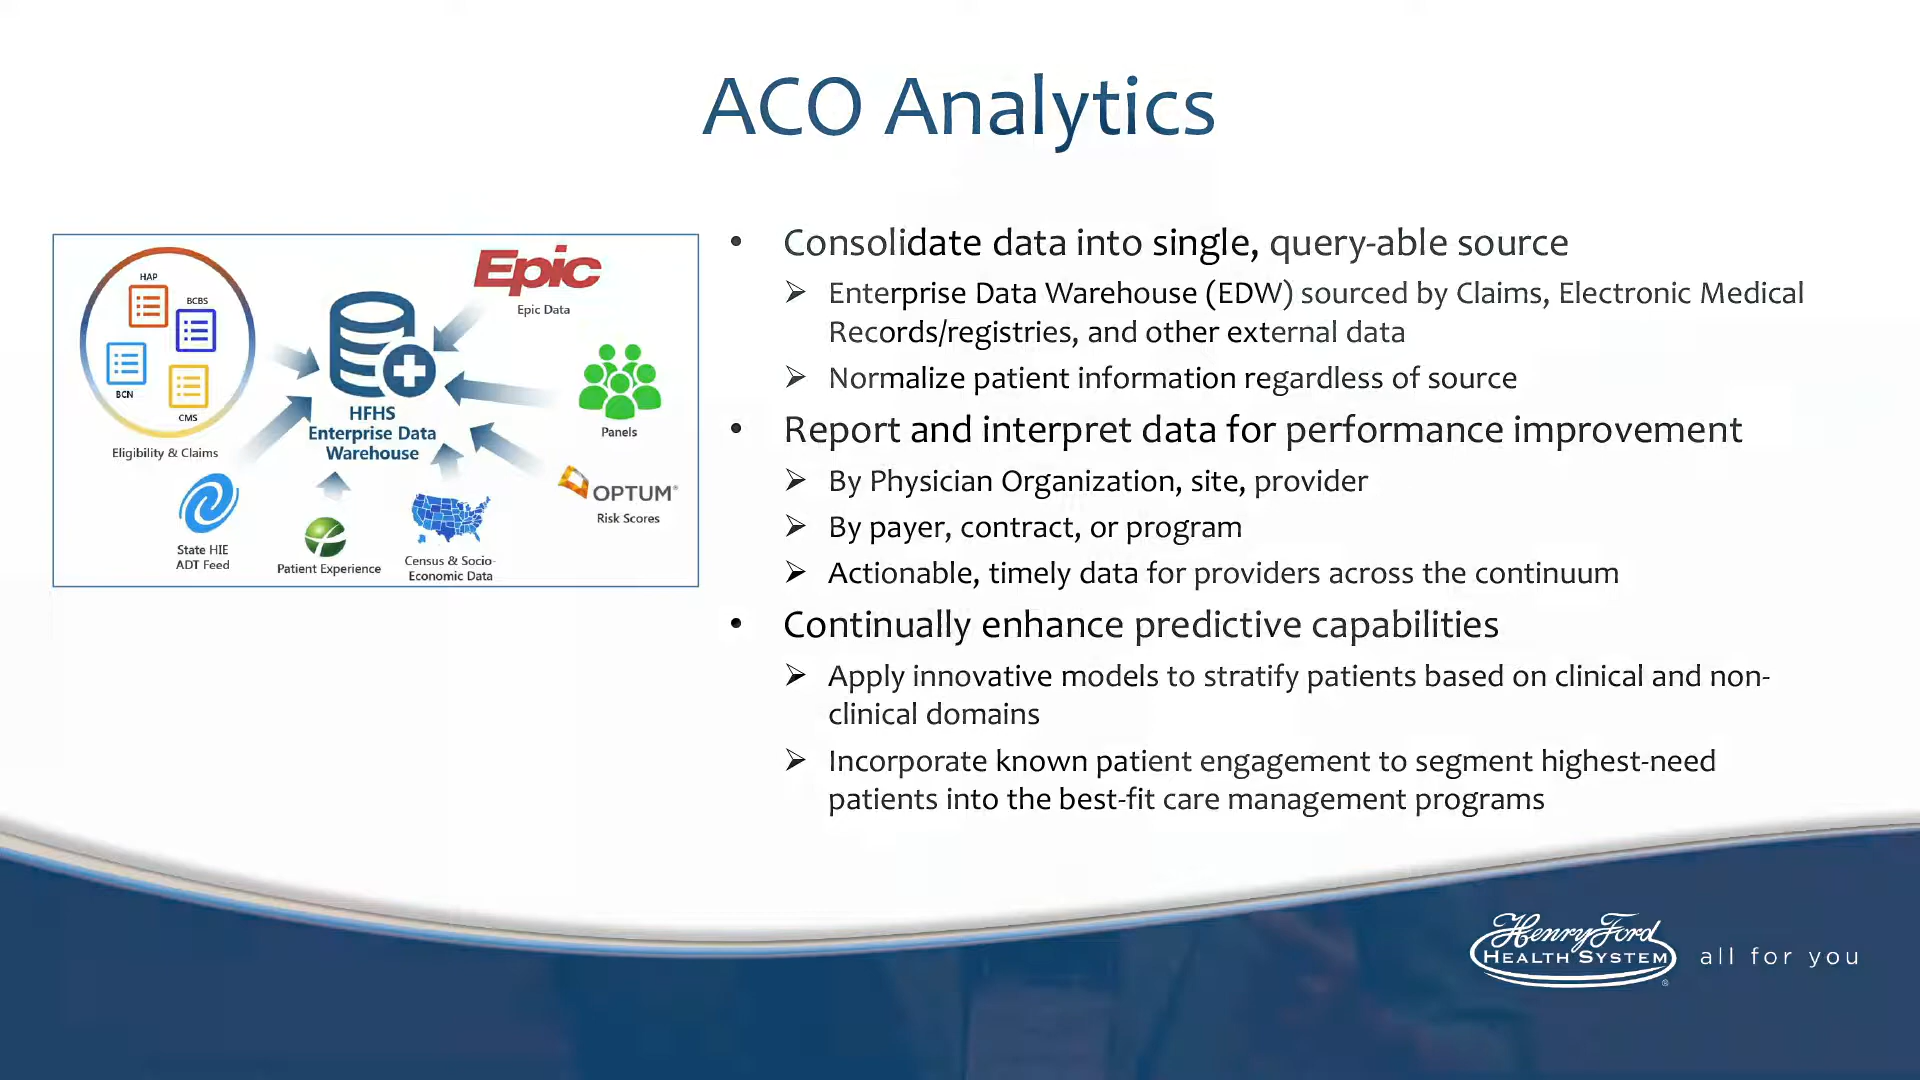 ACO Analytics
HAP
BCBS
BCN
CMS
Eligibility & Claims
Epic
Epic Data
HFHS
Enterprise Data
Warehouse
Panels
OPTUM®
Risk Scores
State HIE
ADT Feed
Patient Experience
Census & Socio-
Economic Data
• Consolidate data into single, query-able source
➢ Enterprise Data Warehouse (EDW) sourced by Claims, Electronic Medical
Records/registries, and other external data
➢ Normalize patient information regardless of source
• Report and interpret data for performance improvement
➢ By Physician Organization, site, provider
➢ By payer, contract, or program
➢ Actionable, timely data for providers across the continuum
• Continually enhance predictive capabilities
➢ Apply innovative models to stratify patients based on clinical and non-
clinical domains
➢ Incorporate known patient engagement to segment highest-need
patients into the best-fit care management programs
Henry Ford
HEALTH SYSTEM®
all for you